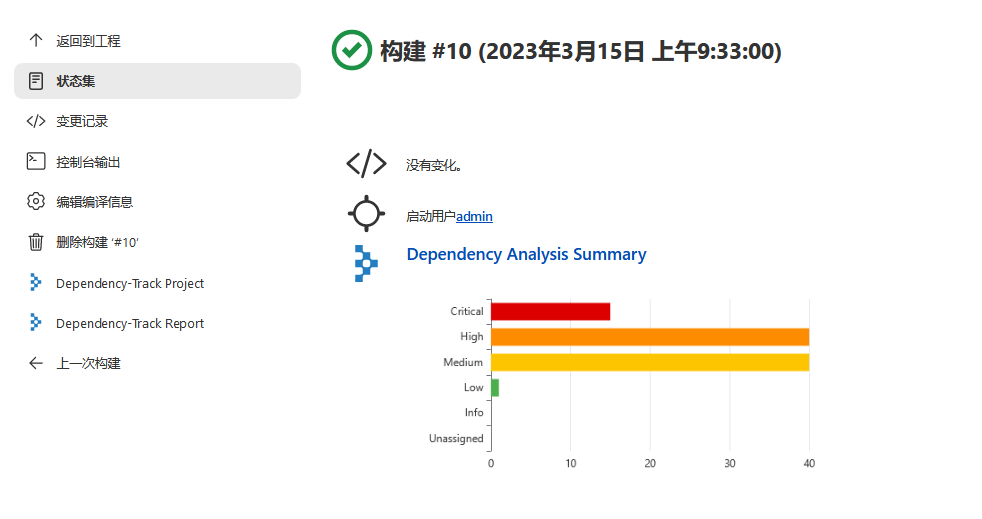 返回到工程
状态集
变更记录
控制台输出
编辑编译信息
删除构建 '#10'
Dependency-Track Project
Dependency-Track Report
上一次构建
构建 #10 (2023年3月15日 上午9:33:00)
没有变化。
启动用户admin
Dependency Analysis Summary
Critical
High
Medium
Low
Info
Unassigned
0 10 20 30 40